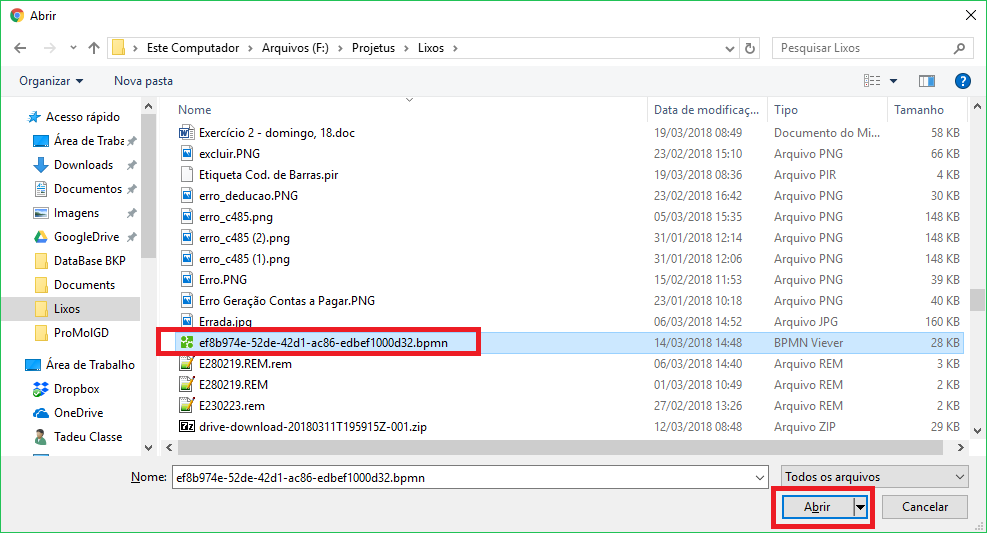 Abrir
Este Computador > Arquivos (F:) > Projetus > Lixos >
Pesquisar Lixos
Organizar
Nova pasta
?
Nome
Data de modificaç...
Tipo
Tamanho
Acesso rápido
Área de Traba
Downloads
Documentos
Imagens
GoogleDrive
DataBase BKP
Documents
Lixos
ProMolGD
Área de Trabalho
Dropbox
OneDrive
Tadeu Classe
Exercício 2 - domingo, 18.doc 19/03/2018 08:49 Documento do Mi... 58 KB
excluir.PNG 23/02/2018 15:10 Arquivo PNG 66 KB
Etiqueta Cod. de Barras.pir 19/03/2018 08:36 Arquivo PIR 4 KB
erro_deducao.PNG 23/02/2018 16:42 Arquivo PNG 30 KB
erro_c485.png 05/03/2018 15:35 Arquivo PNG 148 KB
erro_c485 (2).png 31/01/2018 12:14 Arquivo PNG 148 KB
erro_c485 (1).png 31/01/2018 12:06 Arquivo PNG 148 KB
Erro.PNG 15/02/2018 11:53 Arquivo PNG 39 KB
Erro Geração Contas a Pagar.PNG 23/01/2018 10:18 Arquivo PNG 40 KB
Errada.jpg 06/03/2018 14:52 Arquivo JPG 160 KB
ef8b974e-52de-42d1-ac86-edbef1000d32.bpmn 14/03/2018 14:48 BPMN Viever 28 KB
E280219.REM.rem 06/03/2018 14:40 Arquivo REM 3 KB
E280219.REM 01/03/2018 10:49 Arquivo REM 2 KB
E230223.rem 27/02/2018 13:26 Arquivo REM 2 KB
drive-download-20180311T195915Z-001.zip 12/03/2018 08:48 Arquivo ZIP 29 KB
Nome: ef8b974e-52de-42d1-ac86-edbef1000d32.bpmn
Todos os arquivos
Abrir
Cancelar